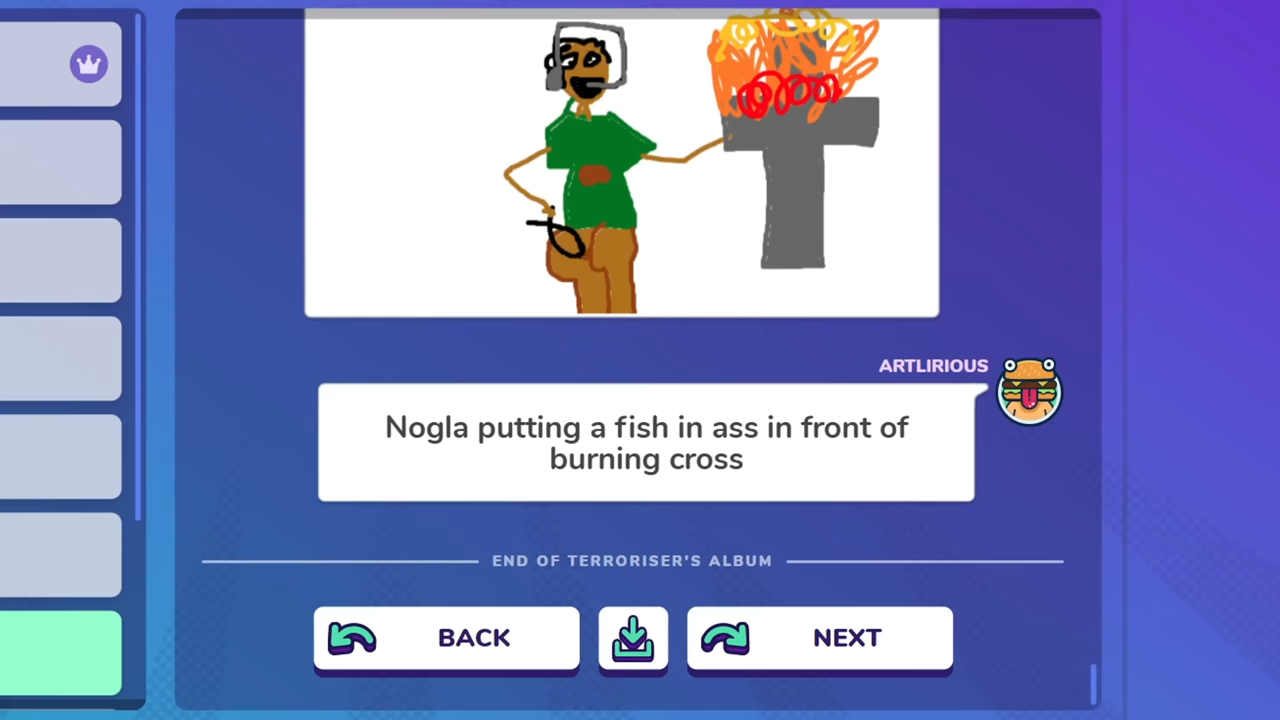 ARTLIRIOUS
Nogla putting a fish in ass in front of
burning cross
END OF TERRORISER'S ALBUM
BACK
NEXT